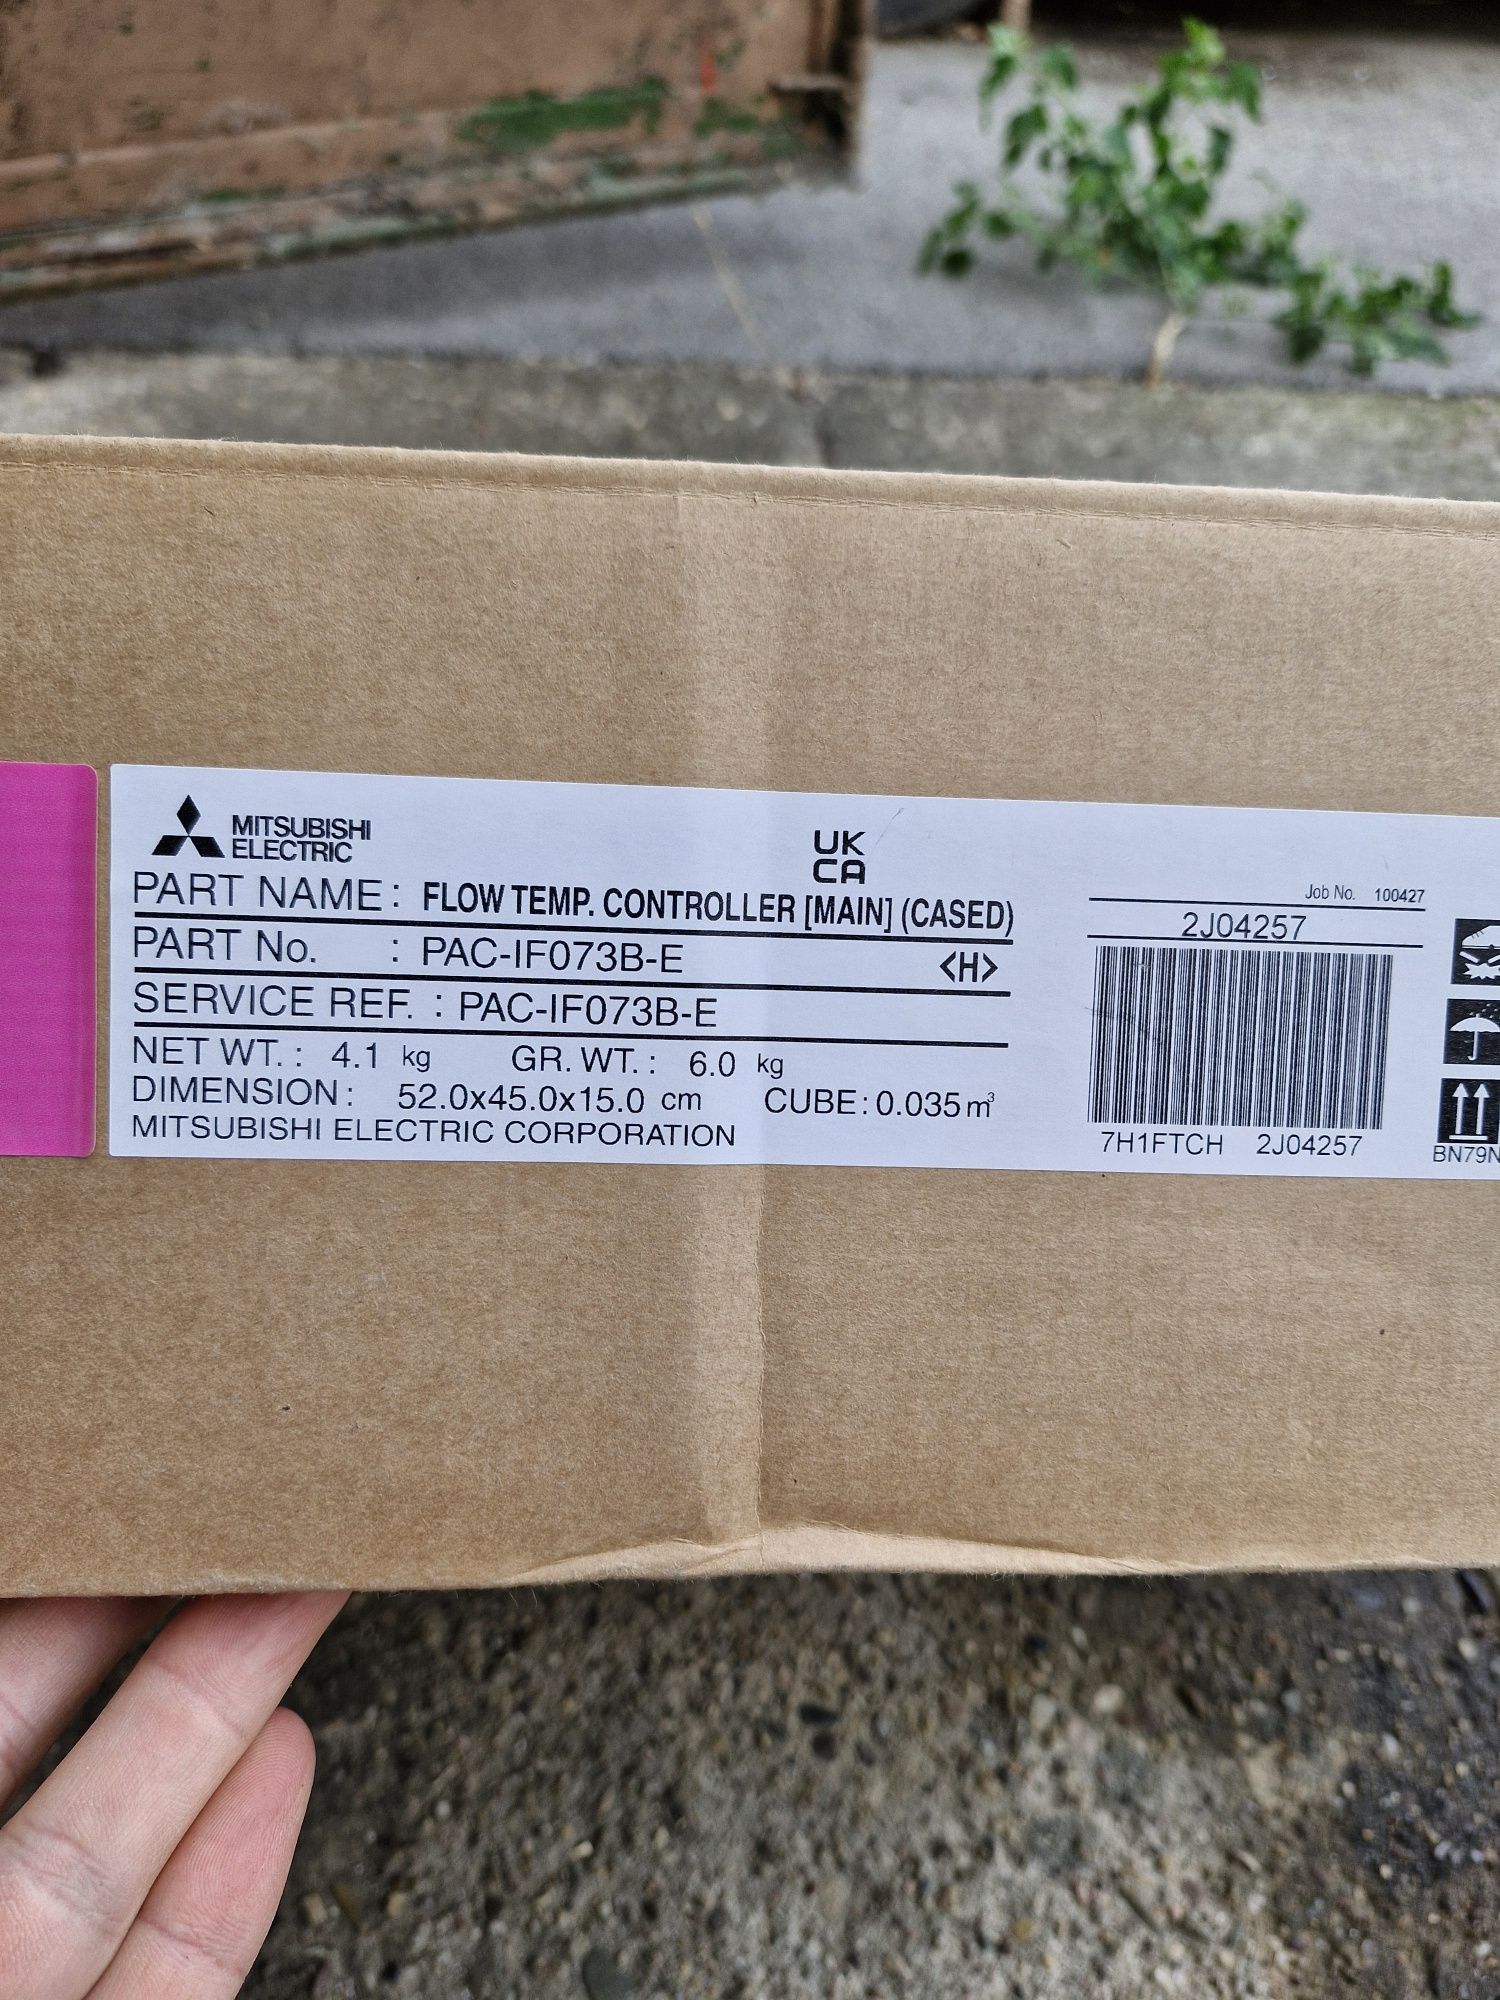 MITSUBISHI
ELECTRIC
UK
CA
PART NAME : FLOW TEMP. CONTROLLER [MAIN] (CASED)
PART No. : PAC-IF073B-E <H>
SERVICE REF. : PAC-IF073B-E
NET WT. : 4.1 kg GR. WT. : 6.0 kg
DIMENSION : 52.0x45.0x15.0 cm CUBE : 0.035 m³
MITSUBISHI ELECTRIC CORPORATION
Job No. 100427
2J04257
7H1FTCH 2J04257
BN79N